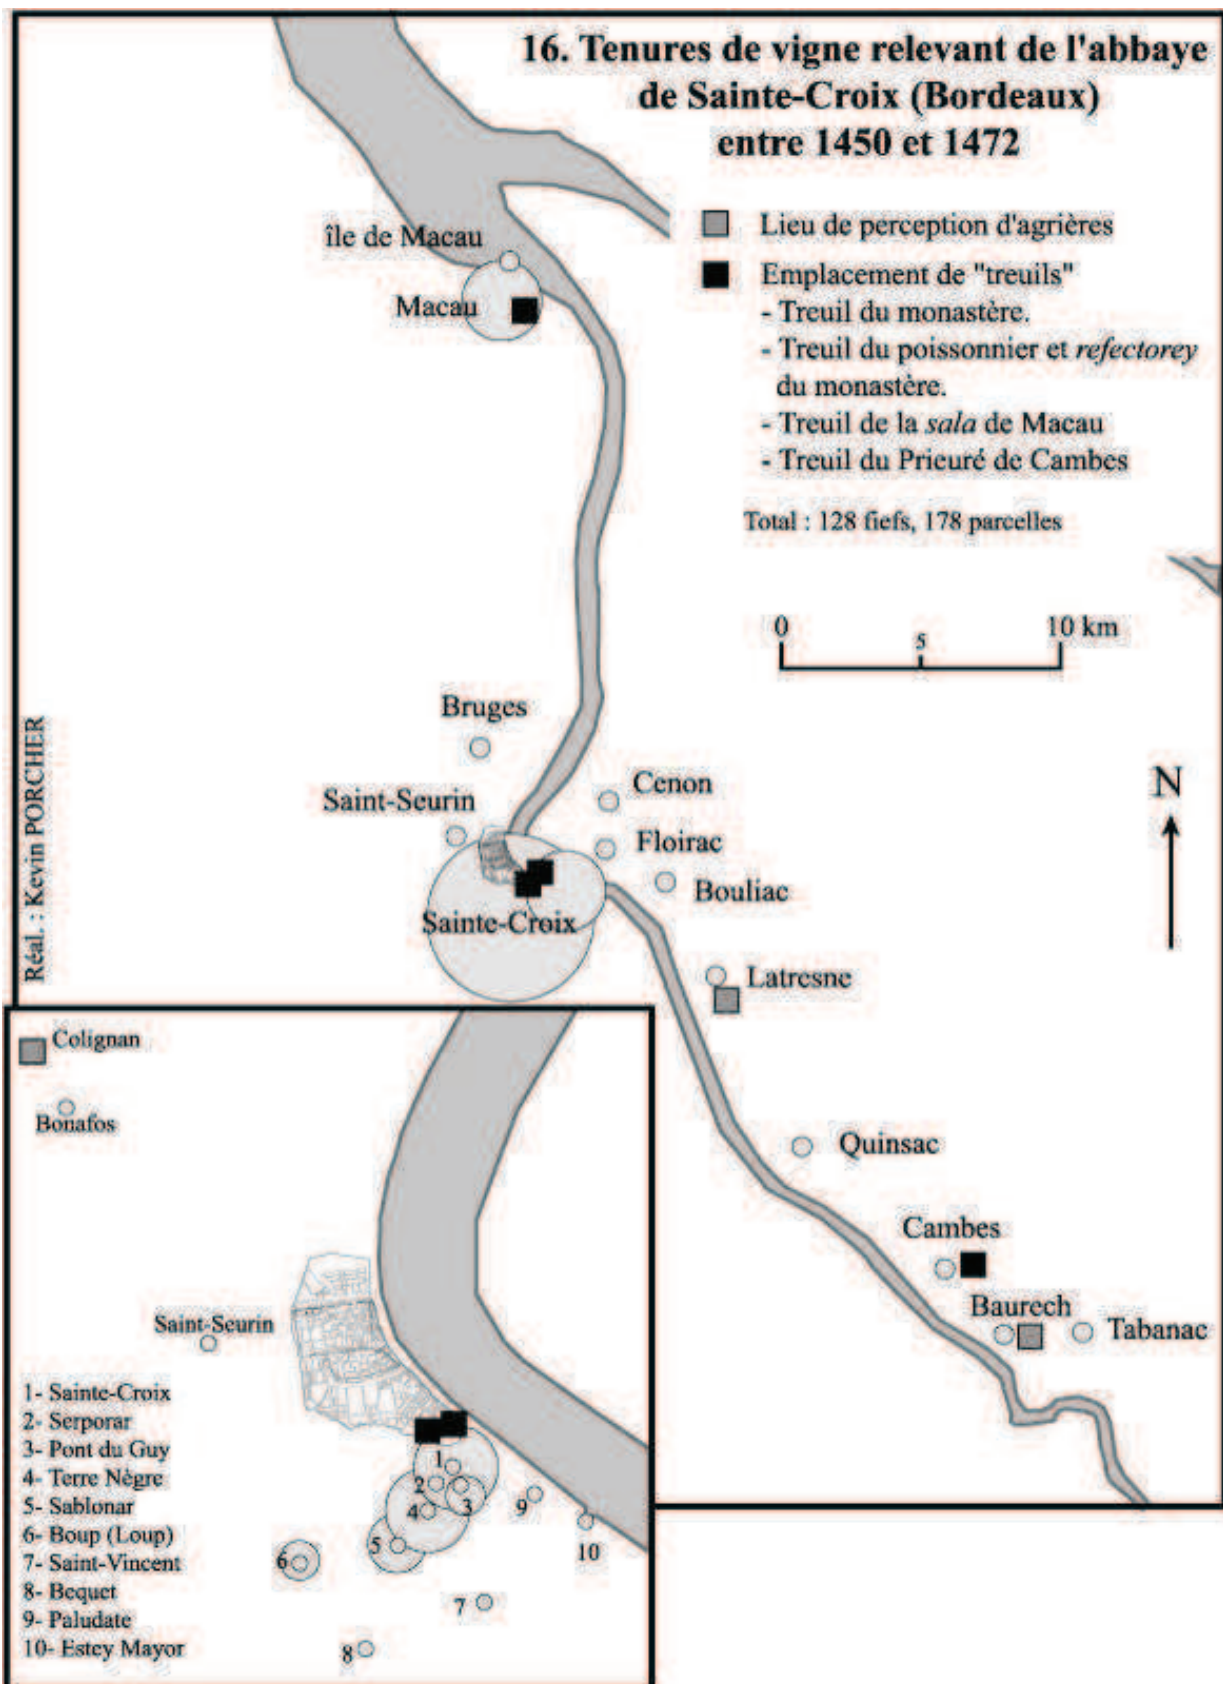 16. Tenures de vigne relevant de l'abbaye
de Sainte-Croix (Bordeaux)
entre 1450 et 1472
Lieu de perception d'agrières
Emplacement de "treuils"
- Treuil du monastère.
- Treuil du poissonnier et refectorey
du monastère.
- Treuil de la sala de Macau
- Treuil du Prieuré de Cambes
Total : 128 fiefs, 178 parcelles
0
5
10 km
N
île de Macau
Macau
Bruges
Saint-Seurin
Cenon
Floirac
Bouliac
Sainte-Croix
Latresne
Quinsac
Cambes
Baurech
Tabanac
Réal. : Kevin PORCHER
Colignan
Bonafos
Saint-Seurin
1- Sainte-Croix
2- Serporar
3- Pont du Guy
4- Terre Nègre
5- Sablonar
6- Boup (Loup)
7- Saint-Vincent
8- Bequet
9- Paludate
10- Estey Mayor
1
2
3
4
5
6
7
8
9
10